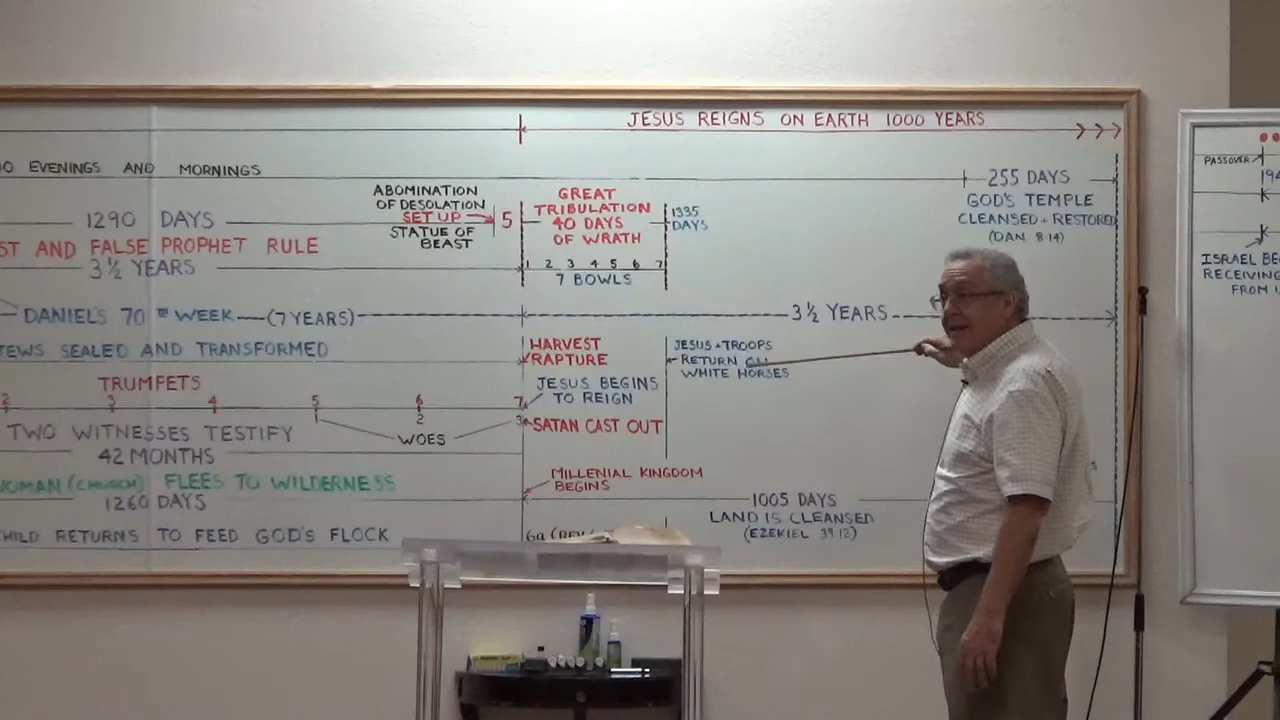 JESUS REIGNS ON EARTH 1000 YEARS
EVENINGS AND MORNINGS
255 DAYS
GOD'S TEMPLE
CLEANSED + RESTORED
(DAN. 8:14)
ABOMINATION
OF DESOLATION
SET UP
STATUE OF
BEAST
5
GREAT
TRIBULATION
40 DAYS
OF WRATH
1 2 3 4 5 6 7
7 BOWLS
1335
DAYS
1290 DAYS
AND FALSE PROPHET RULE
3½ YEARS
DANIEL'S 70TH WEEK (7 YEARS)
3½ YEARS
SEALED AND TRANSFORMED
HARVEST
RAPTURE
JESUS + TROOPS
RETURN
WHITE HORSES
JESUS BEGINS
TO REIGN
TRUMPETS
2 3 4 5 6 7
1 2 3
WOES
SATAN CAST OUT
TWO WITNESSES TESTIFY
42 MONTHS
WOMAN (CHURCH) FLEES TO WILDERNESS
1260 DAYS
MILLENIAL KINGDOM
BEGINS
1005 DAYS
LAND IS CLEANSED
(EZEKIEL 39:12)
CHILD RETURNS TO FEED GOD'S FLOCK
6a
PASSOVER
ISRAEL
RECEIVING
FROM